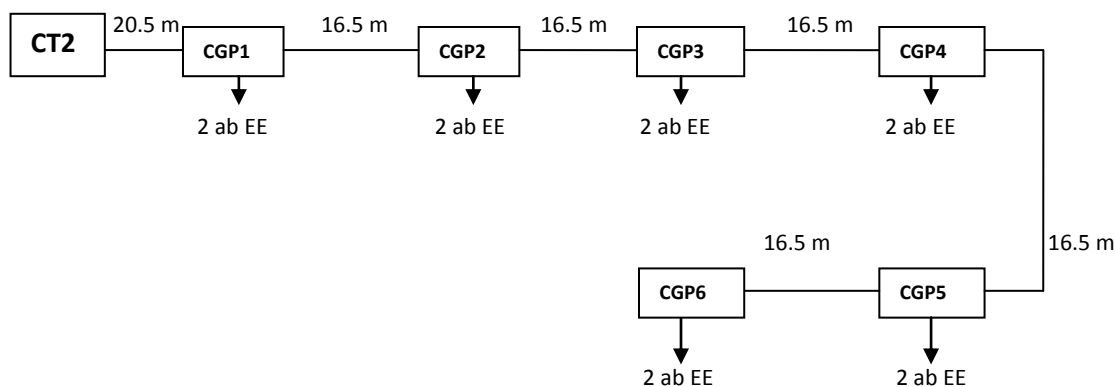 20.5 m
16.5 m
16.5 m
16.5 m
CT2
CGP1
CGP2
CGP3
CGP4
2 ab EE
2 ab EE
2 ab EE
2 ab EE
16.5 m
16.5 m
CGP6
CGP5
2 ab EE
2 ab EE